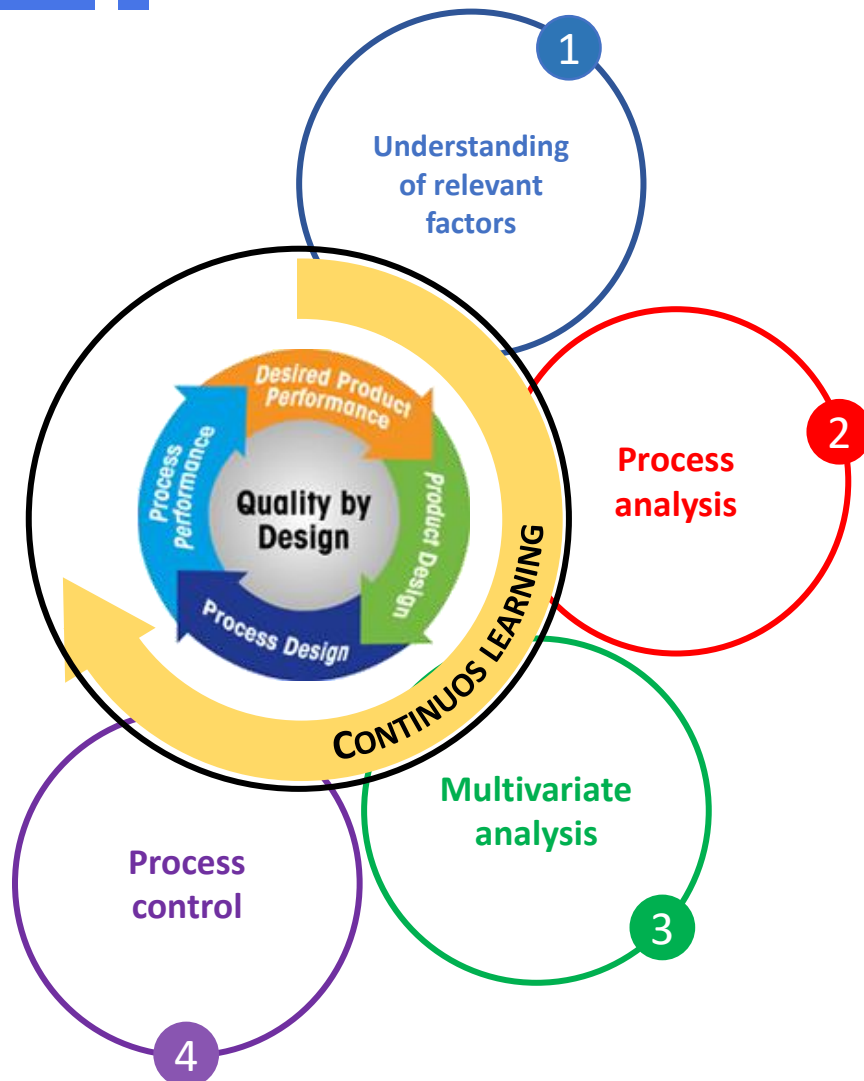 1
Understanding
of relevant
factors
2
Process
analysis
Desired Product
Performance
Product Design
Process Design
Process
Performance
Quality by
Design
CONTINUOS LEARNING
Multivariate
analysis
3
Process
control
4